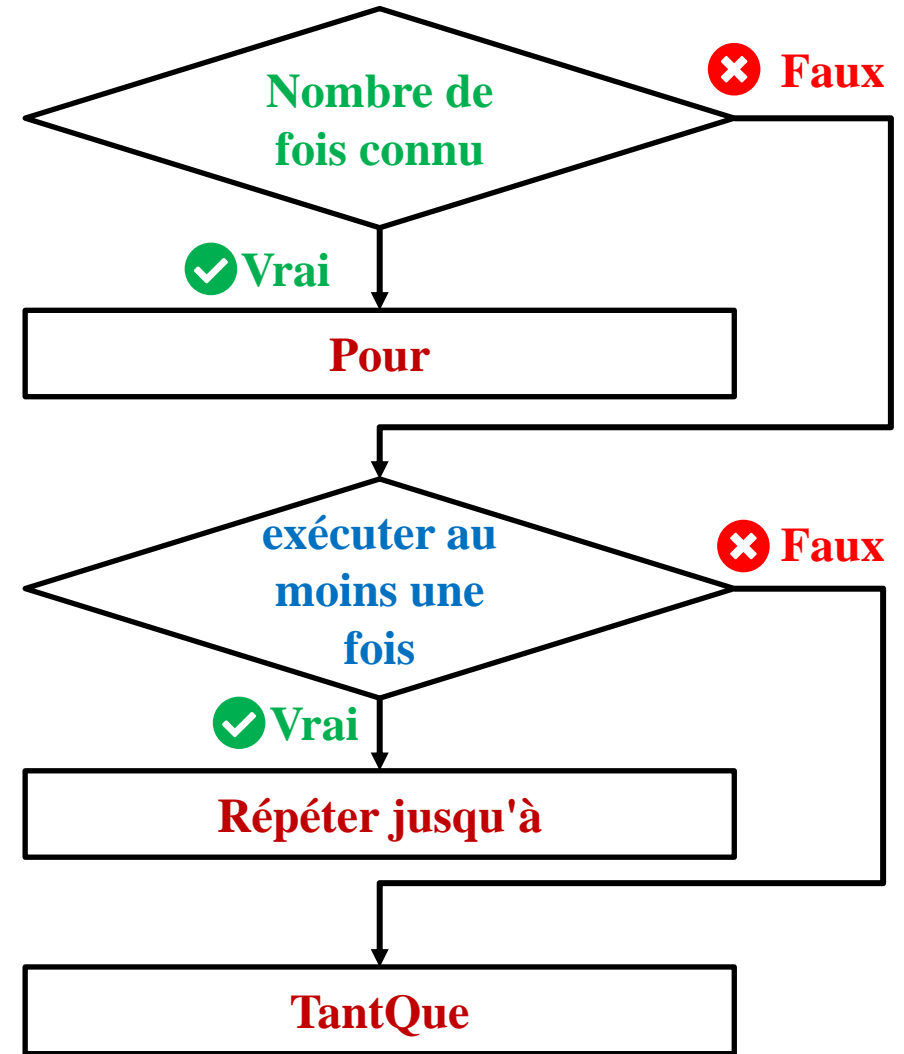 Nombre de
fois connu
Faux
Vrai
Pour
exécuter au
moins une
fois
Faux
Vrai
Répéter jusqu'à
TantQue